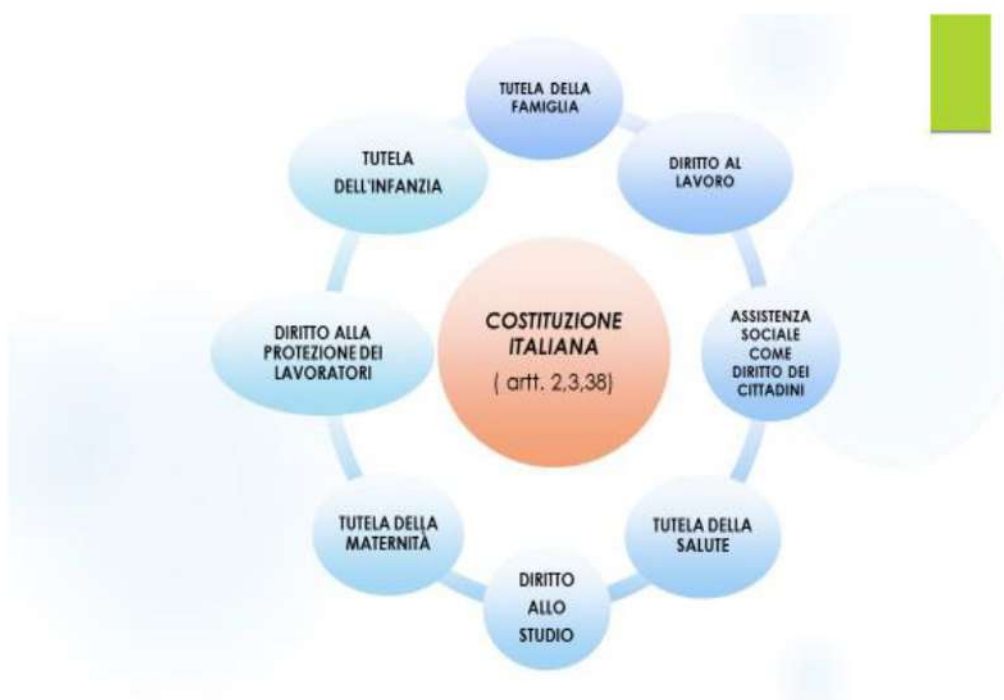 TUTELA DELLA
FAMIGLIA
DIRITTO AL
LAVORO
ASSISTENZA
SOCIALE
COME
DIRITTO DEI
CITTADINI
TUTELA DELLA
SALUTE
DIRITTO
ALLO
STUDIO
TUTELA DELLA
MATERNITÀ
DIRITTO ALLA
PROTEZIONE DEI
LAVORATORI
TUTELA
DELL'INFANZIA
COSTITUZIONE
ITALIANA
( artt. 2,3,38)